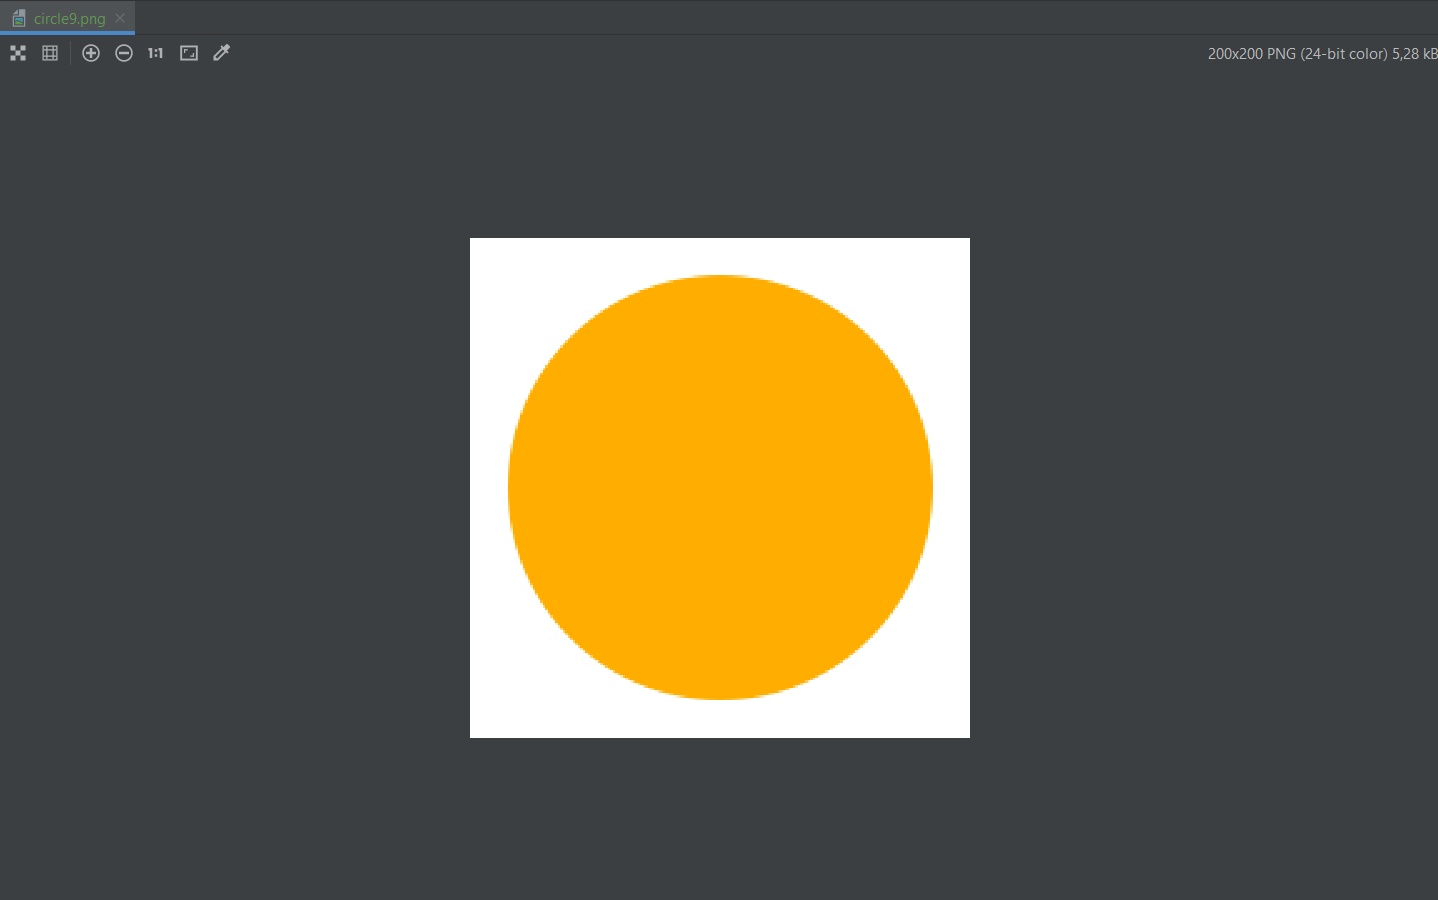 circle9.png
1:1
200x200 PNG (24-bit color) 5,28 kB